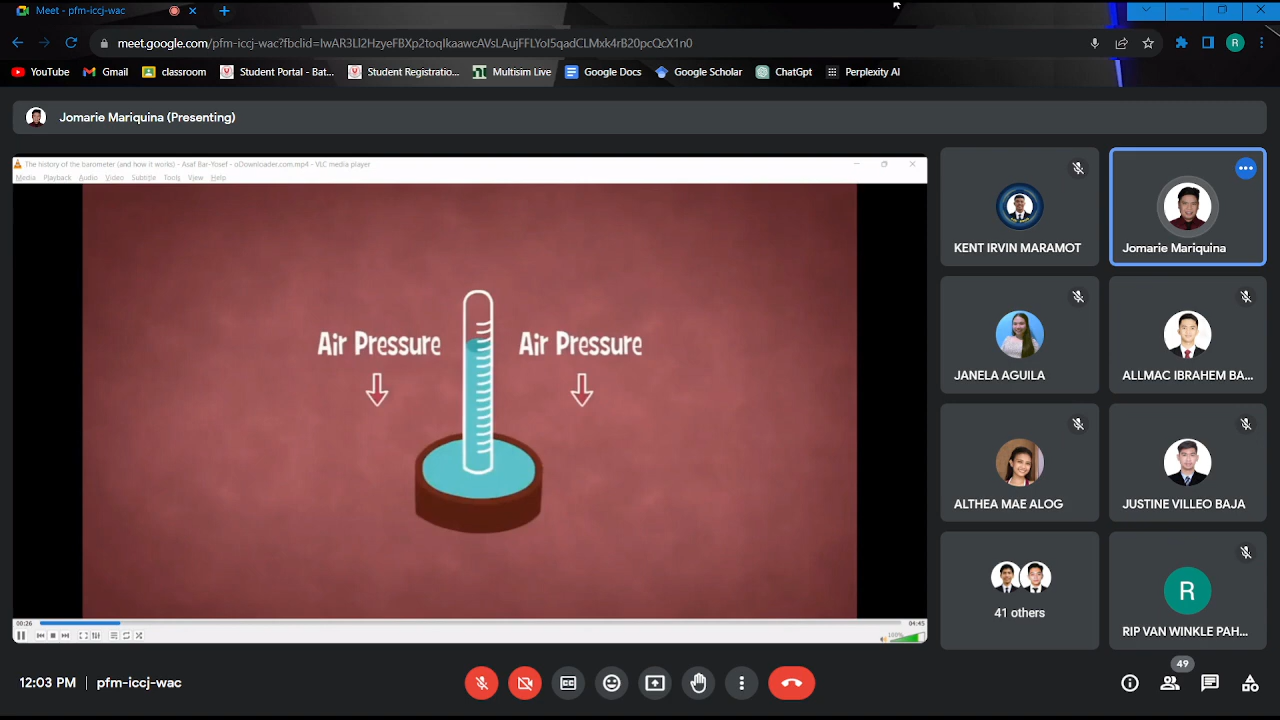 Meet - pfm-iccj-wac
meet.google.com/pfm-iccj-wac?fbclid=IwAR3Ll2HzyeFBXp2toqIkaawcAVsLAujFFLYoI5qadCLMxk4rB20pcQcX1n0
R
YouTube Gmail classroom Student Portal – Bat... Student Registratio... Multisim Live Google Docs Google Scholar ChatGpt Perplexity AI
Jomarie Mariquina (Presenting)
The history of the barometer (and how it works) - Asaf Bar-Yosef - oDownloader.com.mp4 - VLC media player
Media Playback Audio Video Subtitle Tools View Help
Air Pressure Air Pressure
00:26 04:45
100%
KENT IRVIN MARAMOT
Jomarie Mariquina
JANELA AGUILA
ALLMAC IBRAHEM BA...
ALTHEA MAE ALOG
JUSTINE VILLEO BAJA
41 others
R
RIP VAN WINKLE PAH...
12:03 PM | pfm-iccj-wac
49